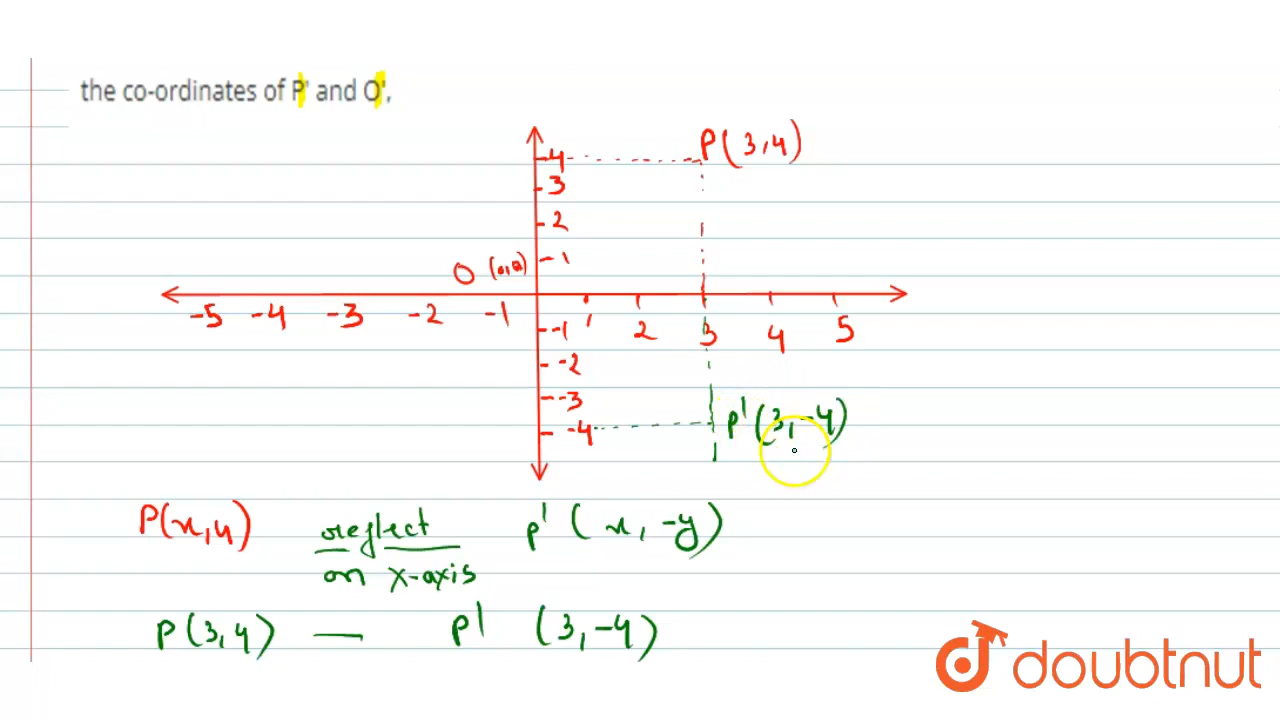 the co-ordinates of P' and O',
P(3,4)
4
3
2
1
O (0,0)
-5 -4 -3 -2 -1 1 2 3 4 5
-1
-2
-3
-4
P'(3,-4)
P(x,4) reflect P' (x,-y)
on x-axis
P(3,4) — P' (3,-4)
doubtnut